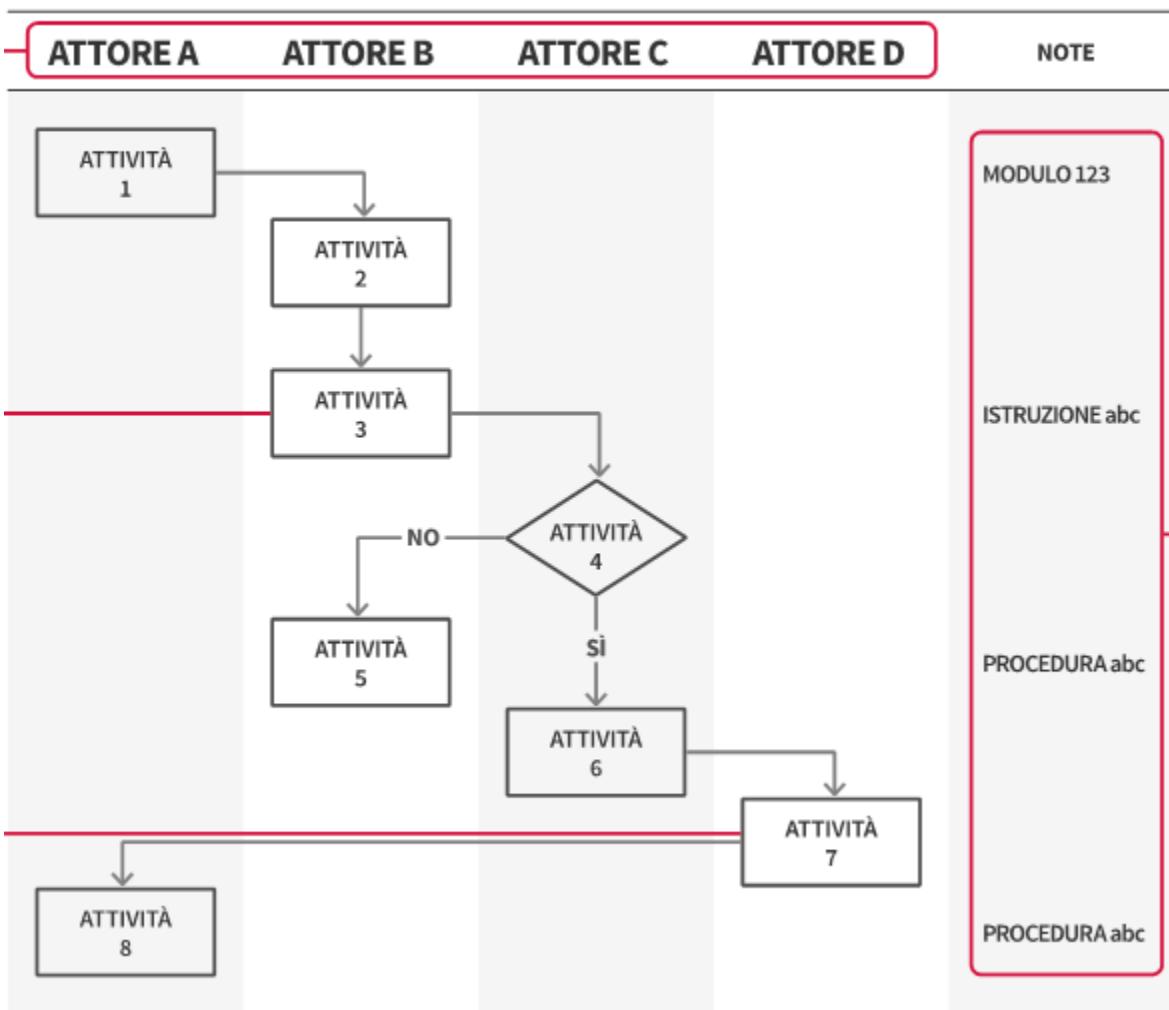 ATTORE A
ATTORE B
ATTORE C
ATTORE D
NOTE
ATTIVITÀ
1
MODULO 123
ATTIVITÀ
2
ATTIVITÀ
3
ISTRUZIONE abc
ATTIVITÀ
4
NO
ATTIVITÀ
5
SÌ
PROCEDURA abc
ATTIVITÀ
6
ATTIVITÀ
7
ATTIVITÀ
8
PROCEDURA abc